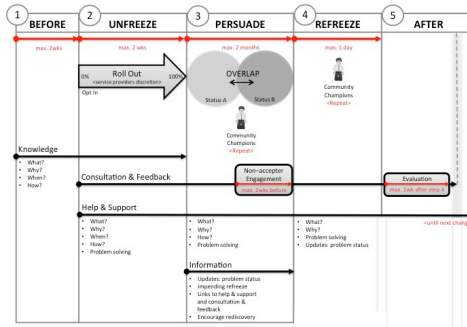 1 BEFORE
2 UNFREEZE
3 PERSUADE
4 REFREEZE
5 AFTER
max. 2wks
max. 2 wks
max. 2 months
max. 1 day
0%
Roll Out
100%
<service providers discretion>
Opt In
OVERLAP
Status A
Status B
Community
Champions
<Repeat>
Community
Champions
<Repeat>
Knowledge
• What?
• Why?
• When?
• How?
Consultation & Feedback
Non-accepter
Engagement
max. 2wks before
Evaluation
max. 1wk after step 4
Help & Support
<until next change
• What?
• Why?
• When?
• How?
• Problem solving
• What?
• Why?
• How?
• Problem solving
• What?
• Why?
• Problem solving
• Updates: problem status
Information
• Updates: problem status
• Impending refreeze
• Links to help & support
and consultation &
feedback
• Encourage rediscovery